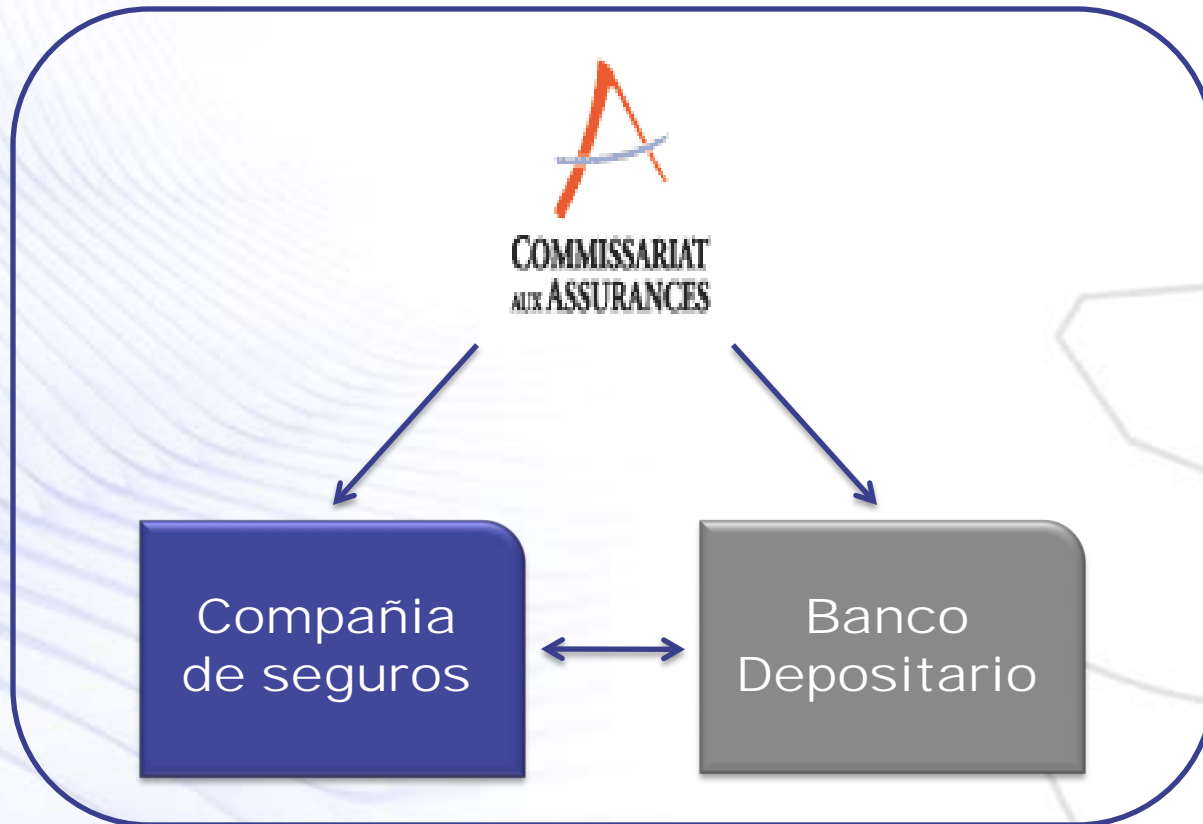 COMMISSARIAT
AUX ASSURANCES
Compañia
de seguros
Banco
Depositario